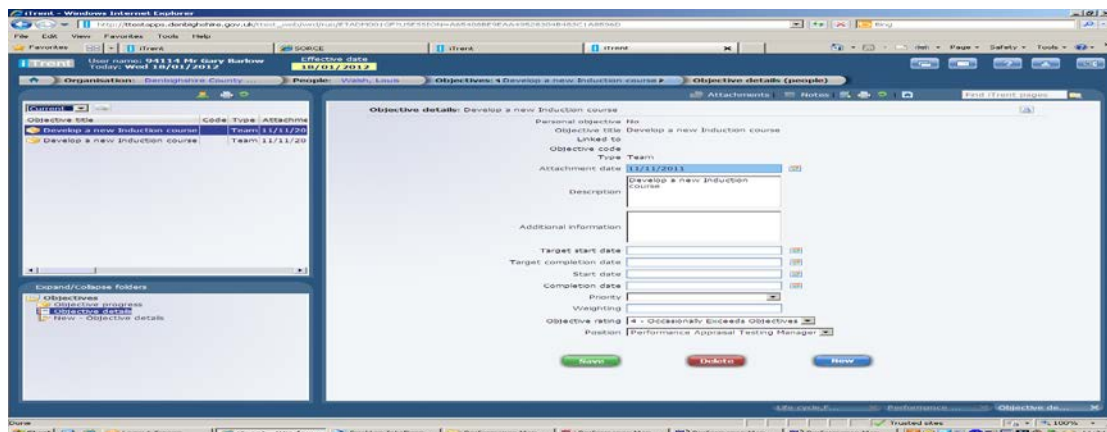 iTrent - Windows Internet Explorer
File Edit View Favorites Tools Help
Favorites iTrent SORCE iTrent iTrent Page Safety Tools
iTrent User name: 94114 Mr Gary Barlow Effective date
Today: Wed 18/01/2012 18/01/2012
Organisation: Denbighshire County ... People: Walsh, Louis Objectives: Develop a new Induction course Objective details (people)
Attachments Notes Find iTrent pages
Current
Objective title Code Type Attachme
Develop a new Induction course Team 11/11/20
Develop a new Induction course Team 11/11/20
Objective details: Develop a new Induction course
Personal objective No
Objective title Develop a new Induction course
Linked to
Objective code
Type Team
Attachment date 11/11/2011
Description Develop a new Induction
course
Additional information
Target start date
Target completion date
Start date
Completion date
Priority
Weighting
Objective rating 4 - Occasionally Exceeds Objectives
Position Performance Appraisal Testing Manager
Save Delete New
Expand/Collapse folders
Objectives
Objective progress
Objective details
New - Objective details
Life cycle F... Performance ... Objective de...
Done Trusted sites 100%